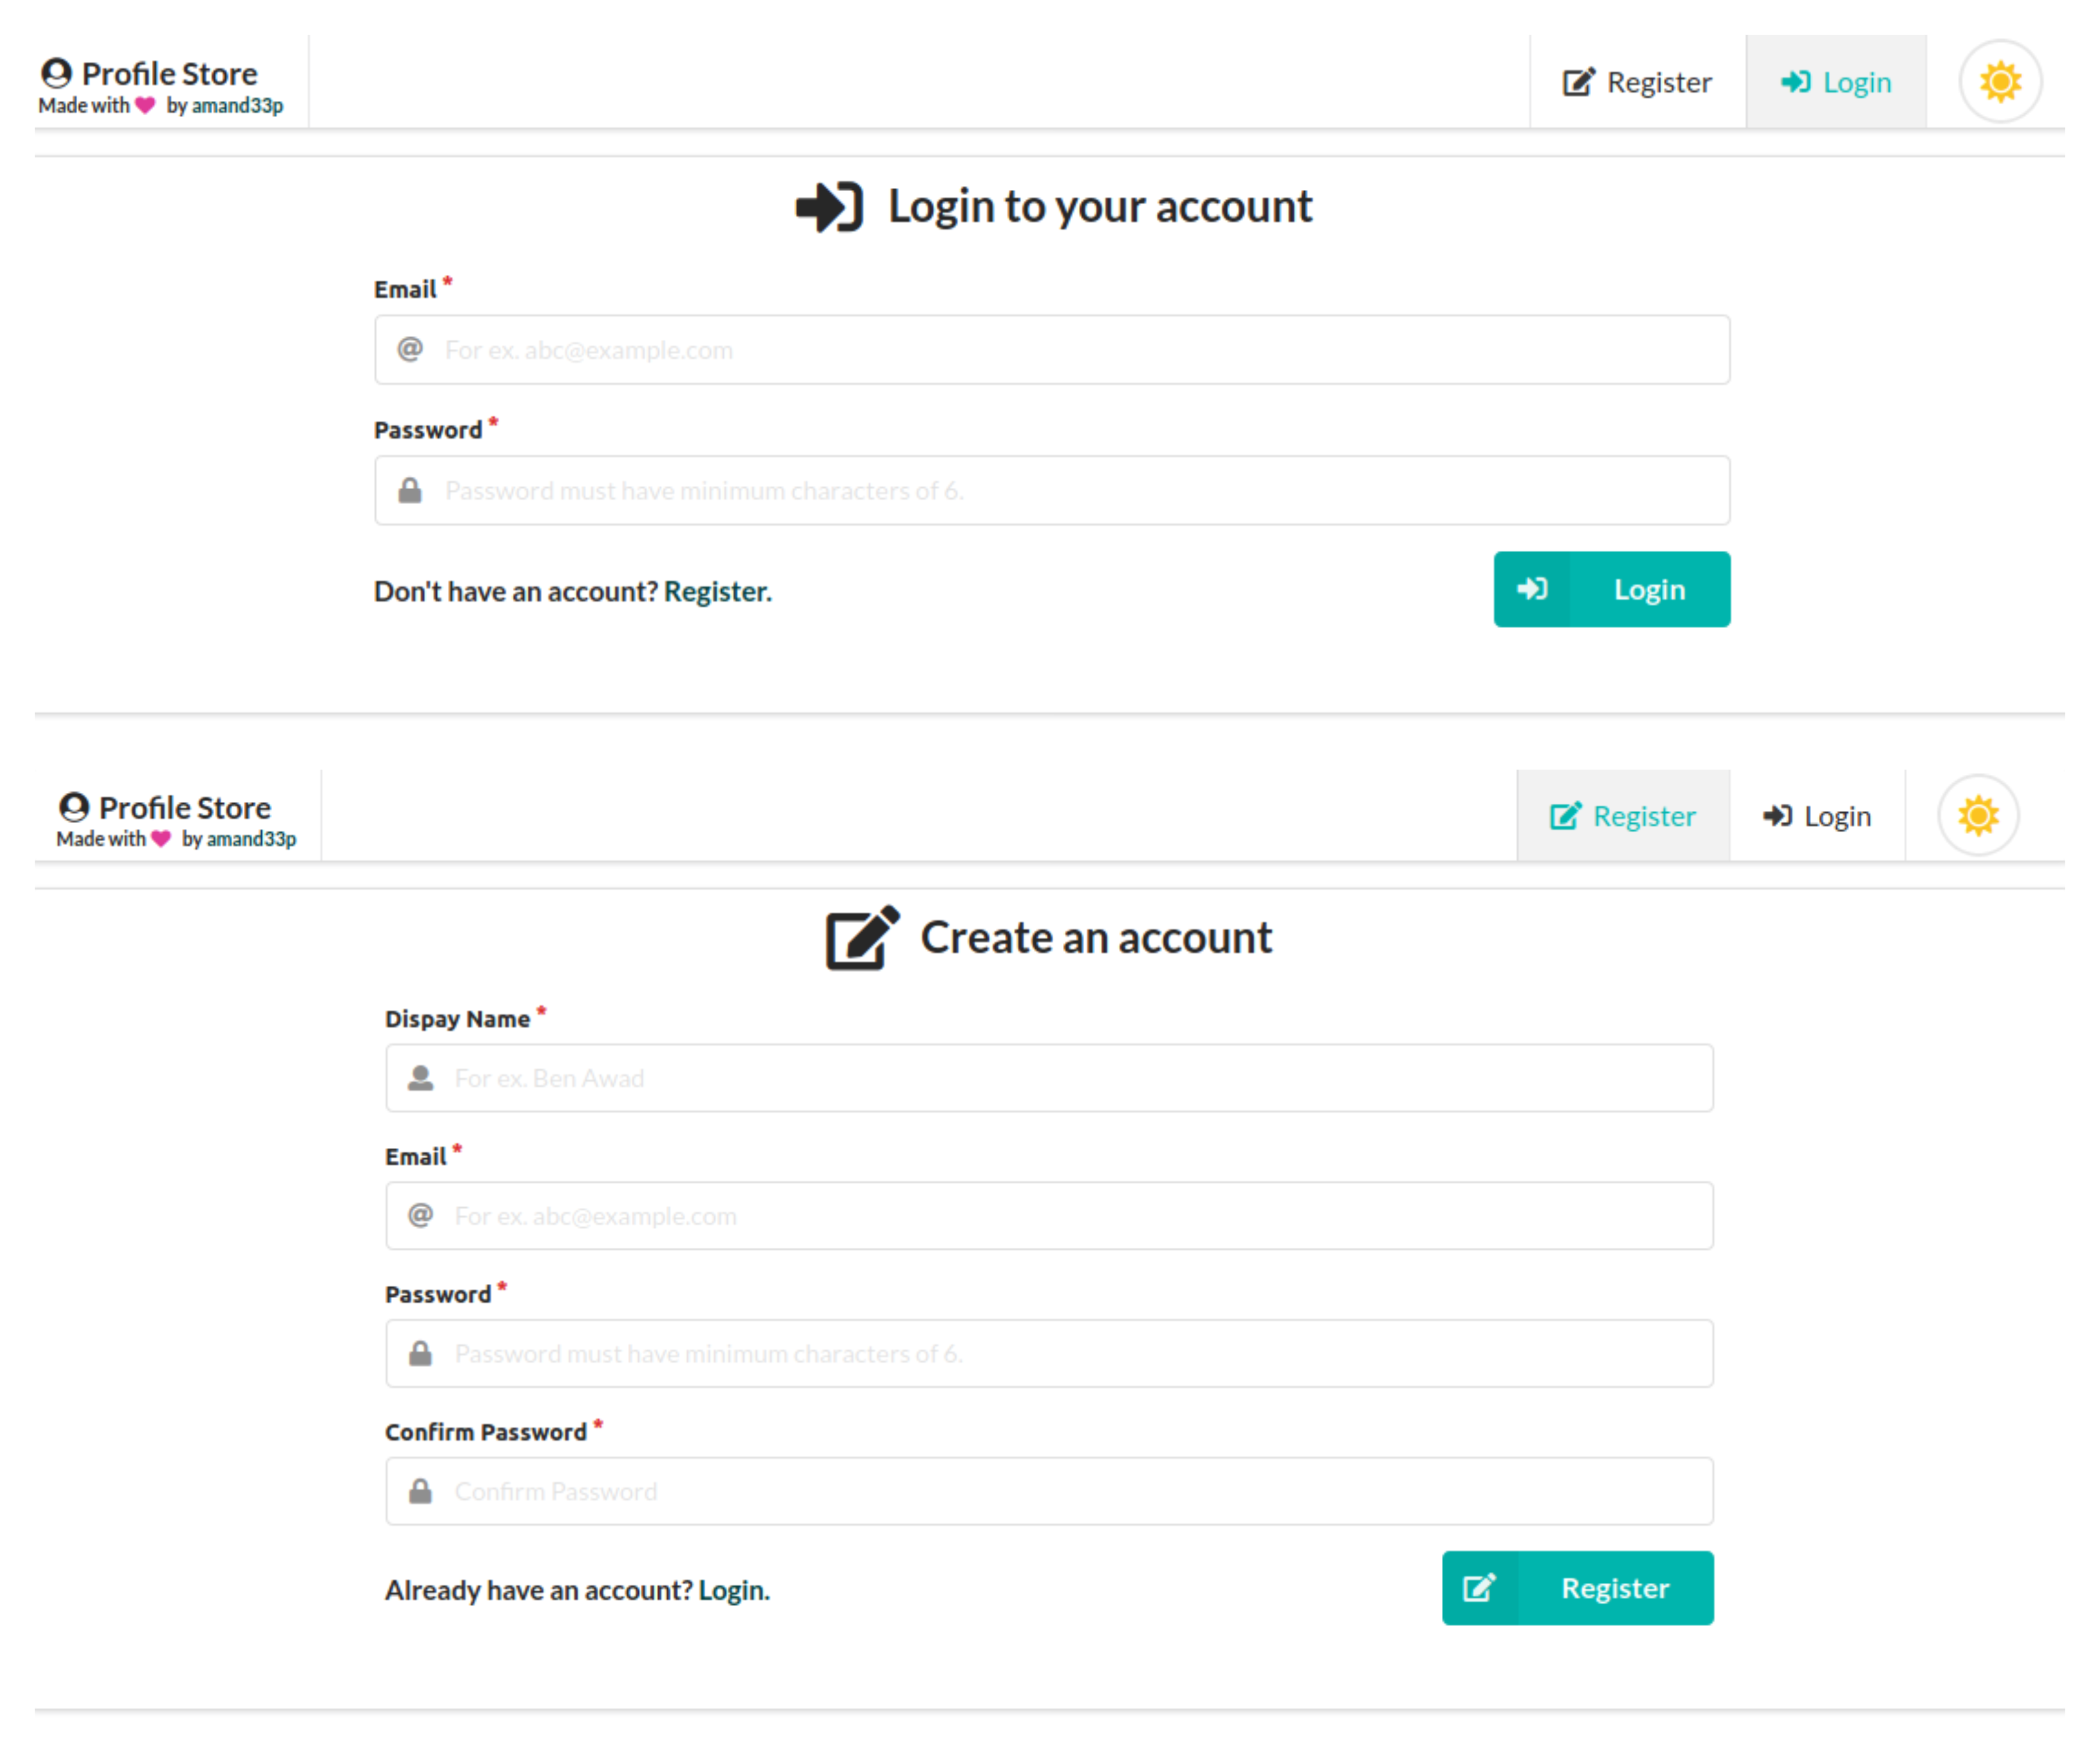 Profile Store
Made with by amand33p
Register
Login
Login to your account
Email *
@ For ex. abc@example.com
Password *
Password must have minimum characters of 6.
Don't have an account? Register.
Login
Profile Store
Made with by amand33p
Register
Login
Create an account
Dispay Name *
For ex. Ben Awad
Email *
@ For ex. abc@example.com
Password *
Password must have minimum characters of 6.
Confirm Password *
Confirm Password
Already have an account? Login.
Register